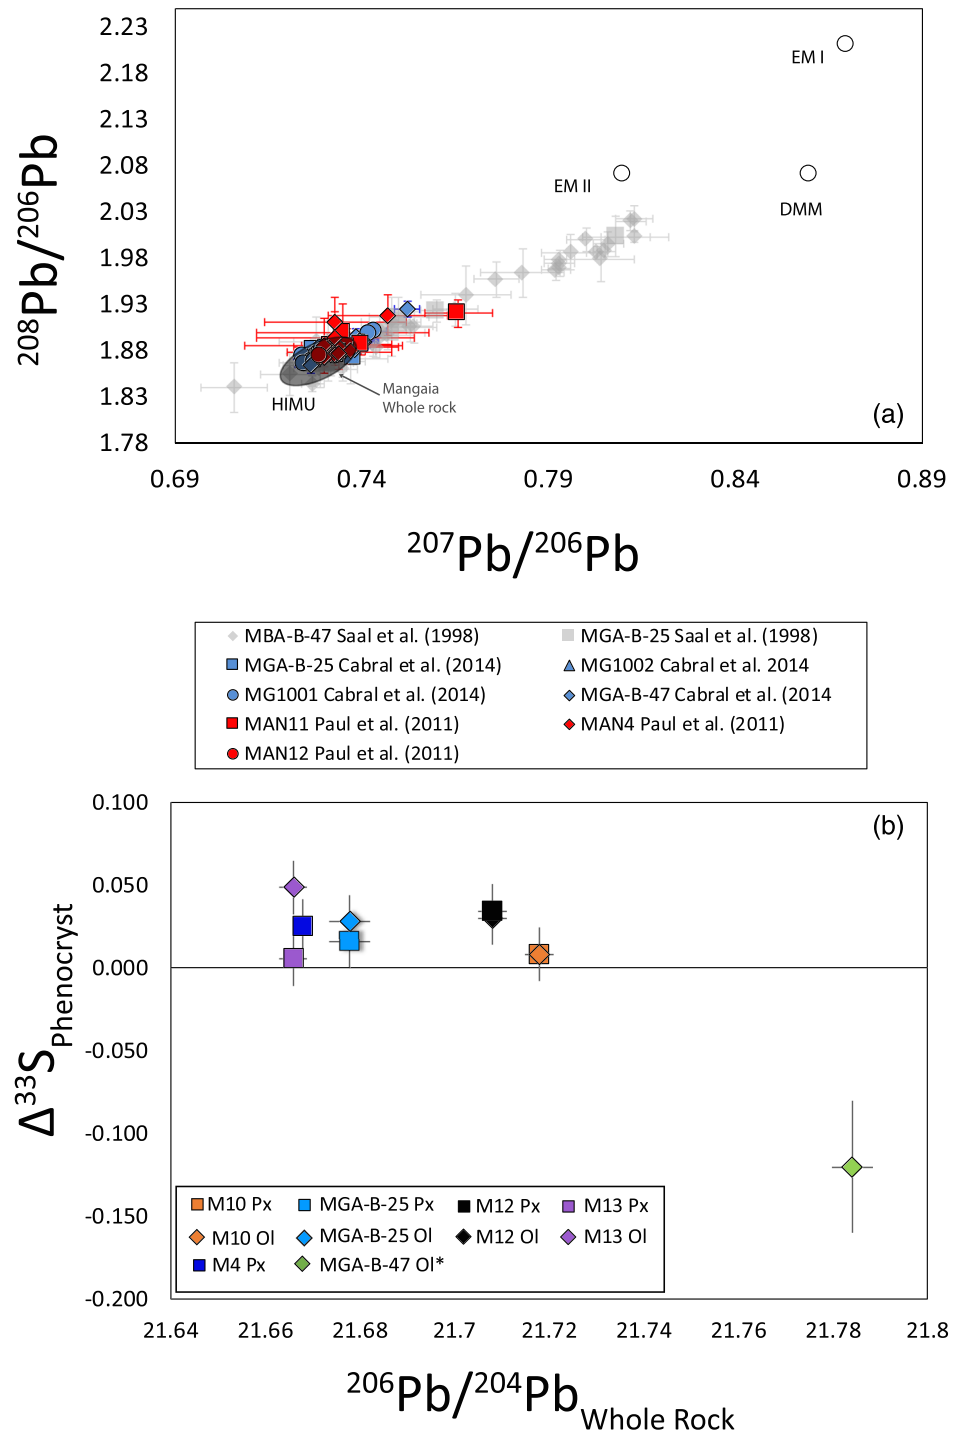 2.23
2.18
2.13
2.08
2.03
1.98
1.93
1.88
1.83
1.78
208Pb/206Pb
EM I
EM II
DMM
HIMU
Mangaia
Whole rock
(a)
0.69 0.74 0.79 0.84 0.89
207Pb/206Pb
MBA-B-47 Saal et al. (1998) MGA-B-25 Saal et al. (1998)
MGA-B-25 Cabral et al. (2014) MG1002 Cabral et al. 2014
MG1001 Cabral et al. (2014) MGA-B-47 Cabral et al. (2014
MAN11 Paul et al. (2011) MAN4 Paul et al. (2011)
MAN12 Paul et al. (2011)
0.100
0.050
0.000
-0.050
-0.100
-0.150
-0.200
Δ33SPhenocryst
(b)
M10 Px MGA-B-25 Px M12 Px M13 Px
M10 Ol MGA-B-25 Ol M12 Ol M13 Ol
M4 Px MGA-B-47 Ol*
21.64 21.66 21.68 21.7 21.72 21.74 21.76 21.78 21.8
206Pb/204PbWhole Rock